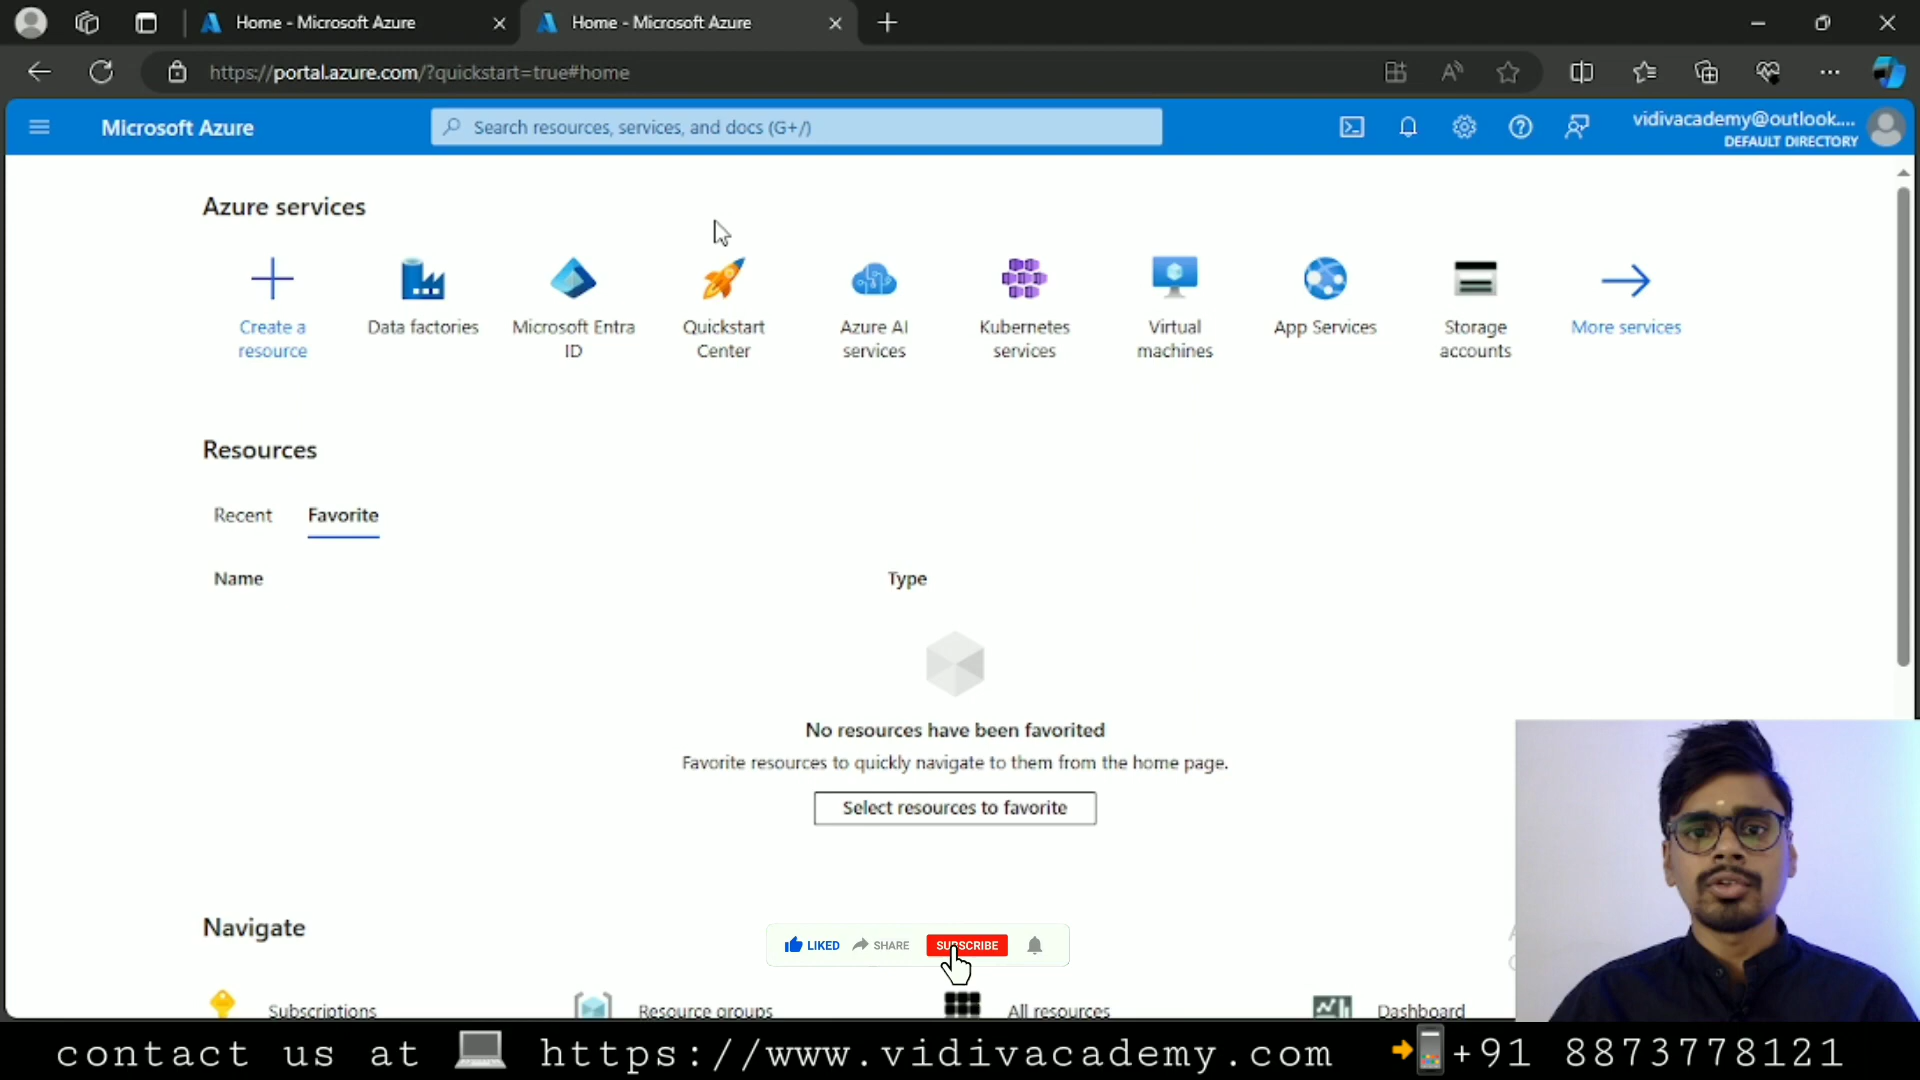 Home - Microsoft Azure
Home - Microsoft Azure
https://portal.azure.com/?quickstart=true#home
Microsoft Azure
Search resources, services, and docs (G+/)
vidivacademy@outlook....
DEFAULT DIRECTORY
Azure services
Create a resource
Data factories
Microsoft Entra ID
Quickstart Center
Azure AI services
Kubernetes services
Virtual machines
App Services
Storage accounts
More services
Resources
Recent Favorite
Name Type
No resources have been favorited
Favorite resources to quickly navigate to them from the home page.
Select resources to favorite
Navigate
LIKED SHARE SUBSCRIBE
Subscriptions Resource groups All resources Dashboard
contact us at https://www.vidivacademy.com +91 8873778121